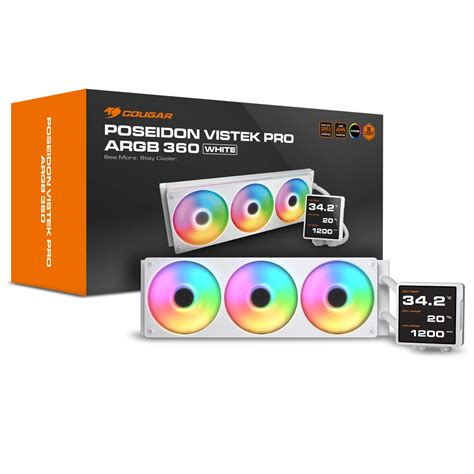 COUGAR
POSEIDON VISTEK PRO
ARGB 360 WHITE
See More. Stay Cooler.
POSEIDON VISTEK PRO
ARGB 360
34.2°
20%
1200
34.2°
20%
1200